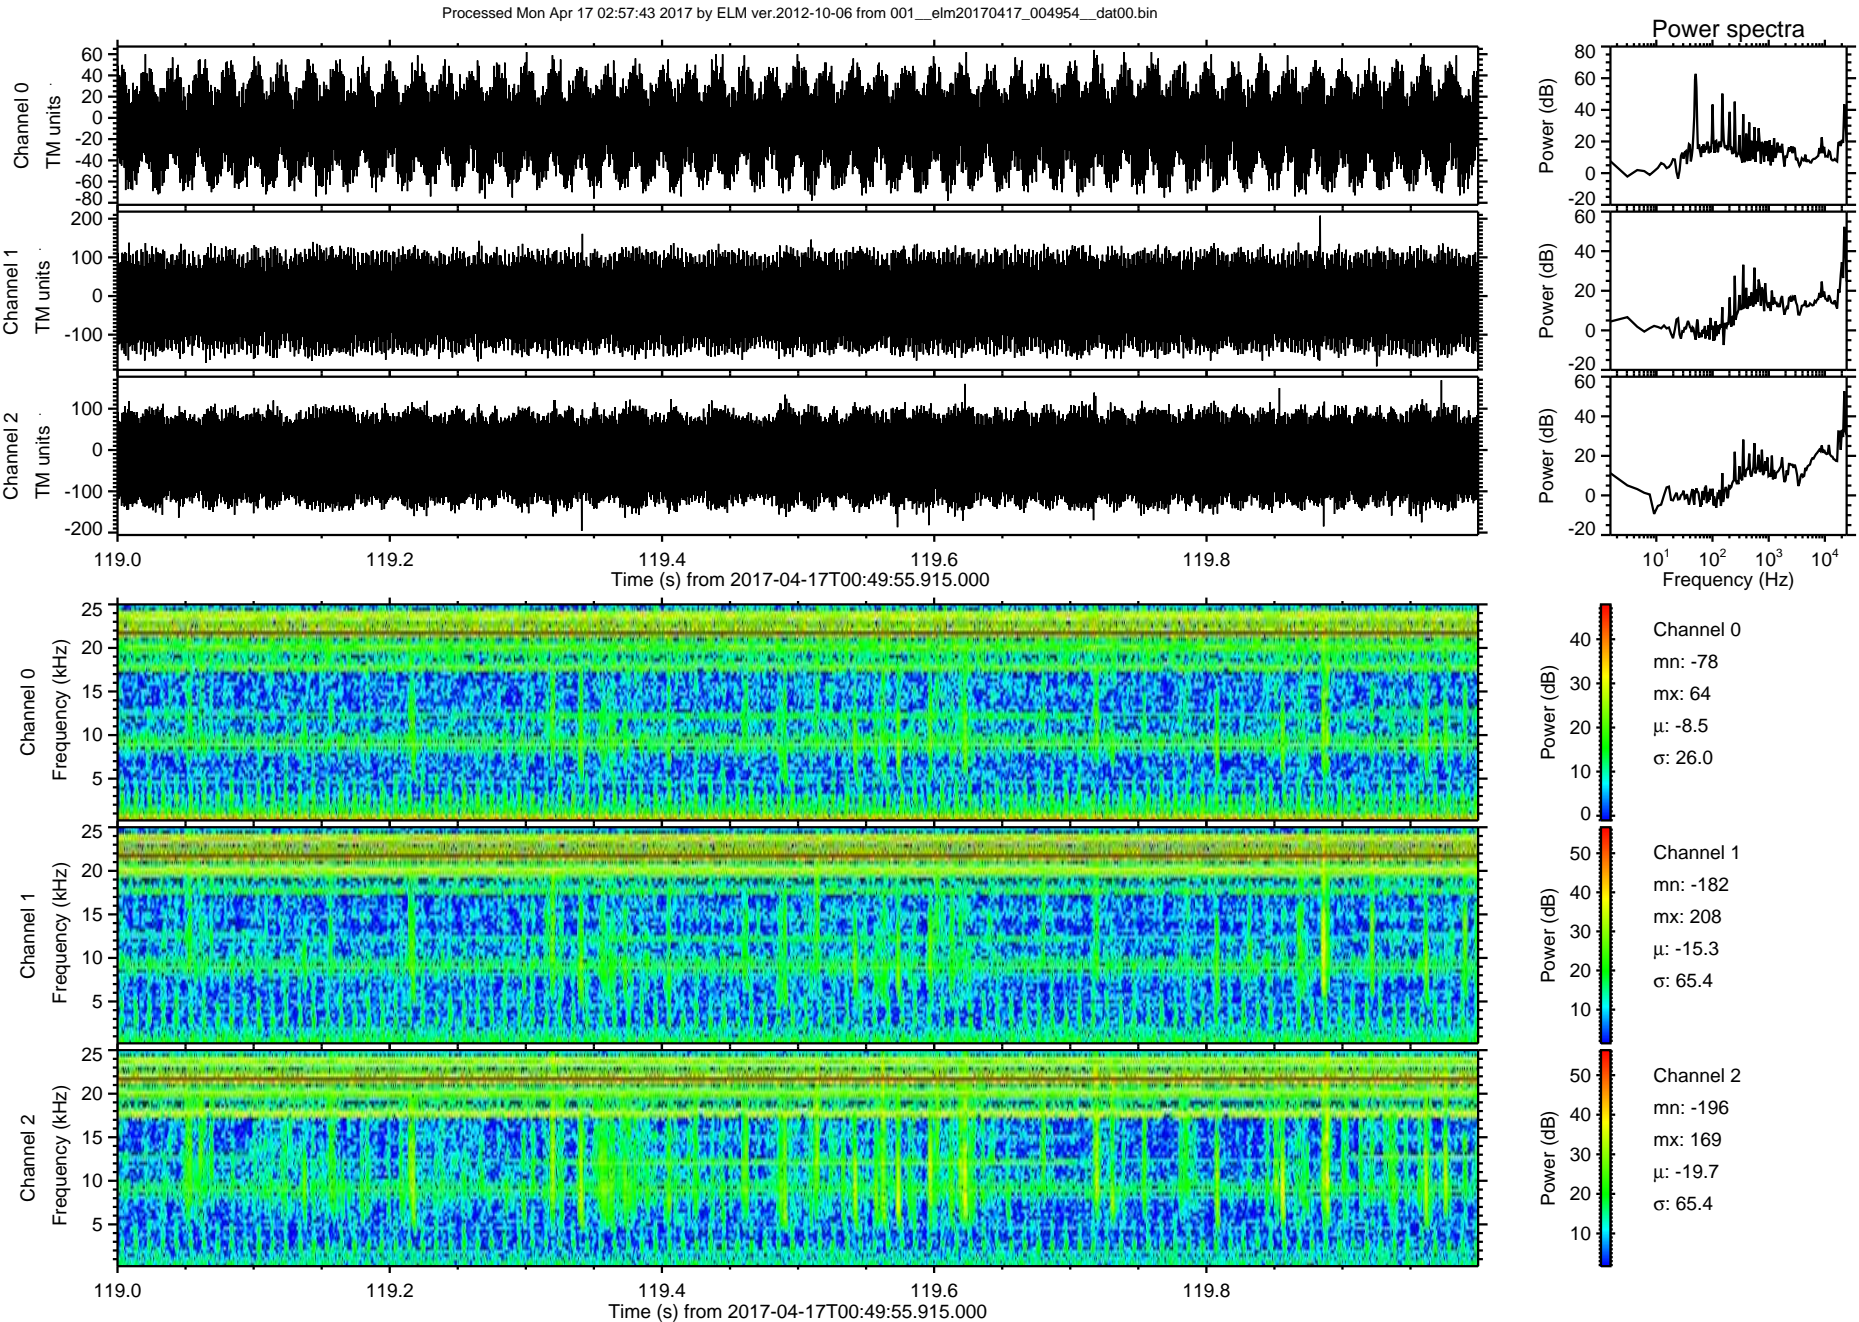 Processed Mon Apr 17 02:57:43 2017 by ELM ver.2012-10-06 from 001__elm20170417_004954__dat00.bin
Power spectra
Channel 0
TM units
60
40
20
0
-20
-40
-60
-80
Power (dB)
80
60
40
20
0
-20
Channel 1
TM units
200
100
0
-100
Power (dB)
60
40
20
0
-20
Channel 2
TM units
100
0
-100
-200
Power (dB)
60
40
20
0
-20
119.0 119.2 119.4 119.6 119.8
Time (s) from 2017-04-17T00:49:55.915.000
10^1 10^2 10^3 10^4
Frequency (Hz)
Channel 0
Frequency (kHz)
25
20
15
10
5
Power (dB)
40
30
20
10
0
Channel 0
mn: -78
mx: 64
μ: -8.5
σ: 26.0
Channel 1
Frequency (kHz)
25
20
15
10
5
Power (dB)
50
40
30
20
10
Channel 1
mn: -182
mx: 208
μ: -15.3
σ: 65.4
Channel 2
Frequency (kHz)
25
20
15
10
5
Power (dB)
50
40
30
20
10
Channel 2
mn: -196
mx: 169
μ: -19.7
σ: 65.4
119.0 119.2 119.4 119.6 119.8
Time (s) from 2017-04-17T00:49:55.915.000